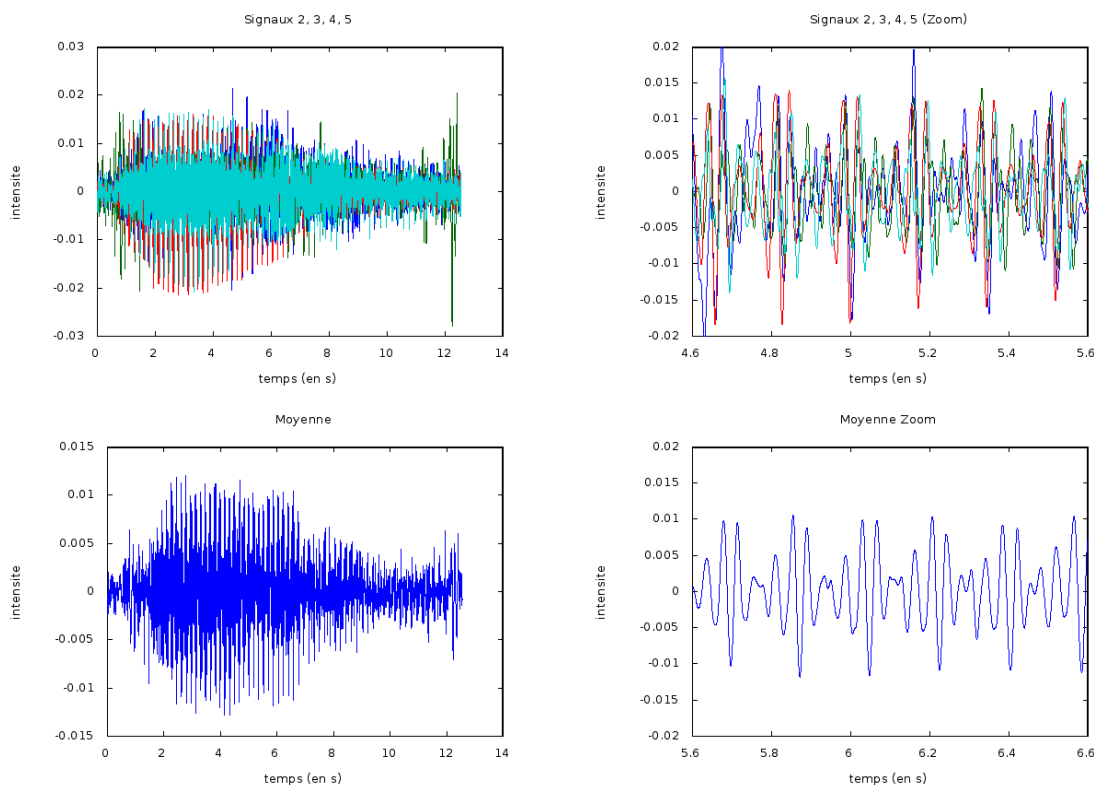 Signaux 2, 3, 4, 5
0.03
0.02
0.01
0
-0.01
-0.02
-0.03
intensite
0 2 4 6 8 10 12 14
temps (en s)
Signaux 2, 3, 4, 5 (Zoom)
0.02
0.015
0.01
0.005
0
-0.005
-0.01
-0.015
-0.02
intensite
4.6 4.8 5 5.2 5.4 5.6
temps (en s)
Moyenne
0.015
0.01
0.005
0
-0.005
-0.01
-0.015
intensite
0 2 4 6 8 10 12 14
temps (en s)
Moyenne Zoom
0.02
0.015
0.01
0.005
0
-0.005
-0.01
-0.015
-0.02
intensite
5.6 5.8 6 6.2 6.4 6.6
temps (en s)